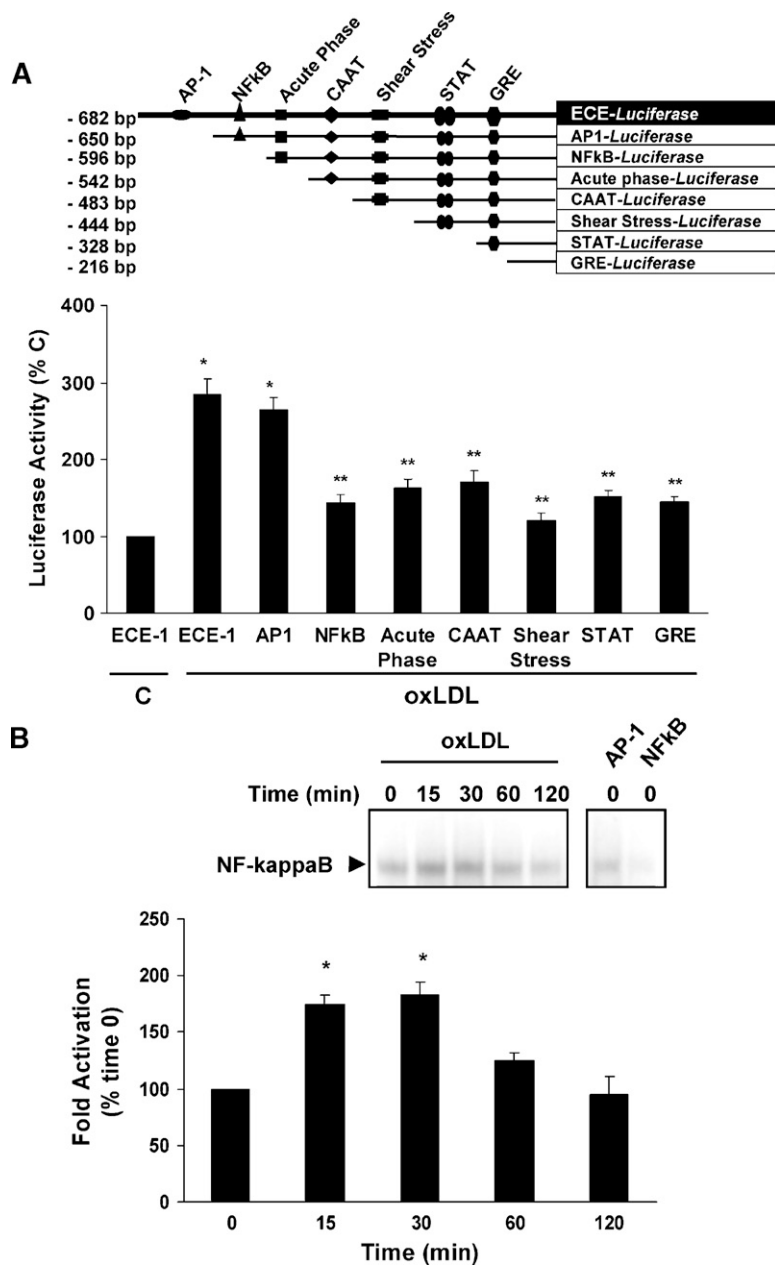 A
AP-1 NFkB Acute Phase CAAT Shear Stress STAT GRE
- 682 bp ECE-Luciferase
- 650 bp AP1-Luciferase
- 596 bp NFkB-Luciferase
- 542 bp Acute phase-Luciferase
- 483 bp CAAT-Luciferase
- 444 bp Shear Stress-Luciferase
- 328 bp STAT-Luciferase
- 216 bp GRE-Luciferase
Luciferase Activity (% C)
400
300
200
100
0
* * ** ** ** ** ** **
ECE-1 ECE-1 AP1 NFkB Acute CAAT Shear STAT GRE
Phase Stress
C oxLDL
B
oxLDL AP-1 NFkB
Time (min) 0 15 30 60 120 0 0
NF-kappaB
Fold Activation
(% time 0)
250
200
150
100
50
0
* *
0 15 30 60 120
Time (min)